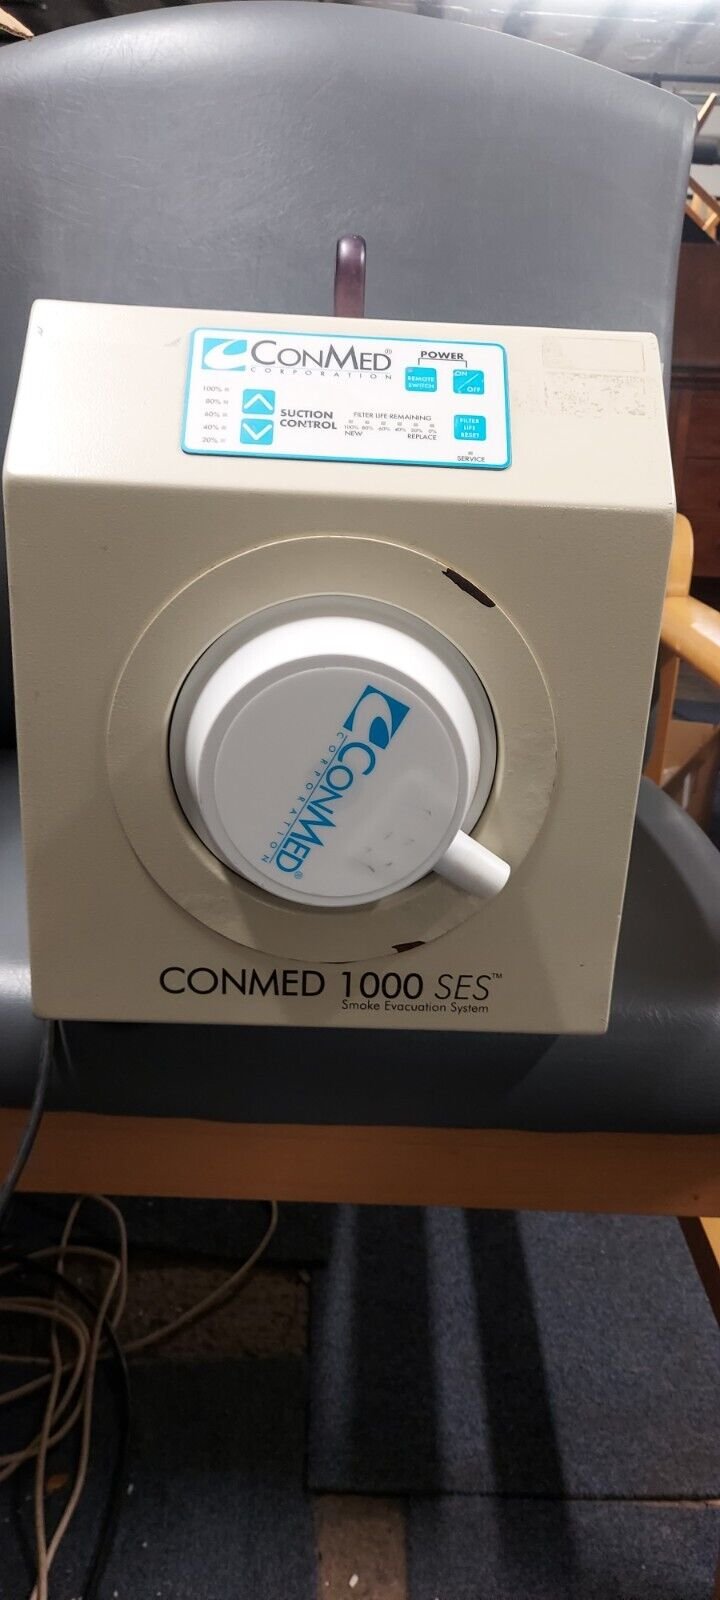 CONMED®
CORPORATION
POWER
REMOTE SWITCH
ON OFF
100%
80%
60%
40%
20%
SUCTION CONTROL
FILTER LIFE REMAINING
100% 80% 60% 40% 20% 0%
NEW REPLACE
FILTER LIFE RESET
SERVICE
CONMED®
CORPORATION
CONMED 1000 SES™
Smoke Evacuation System